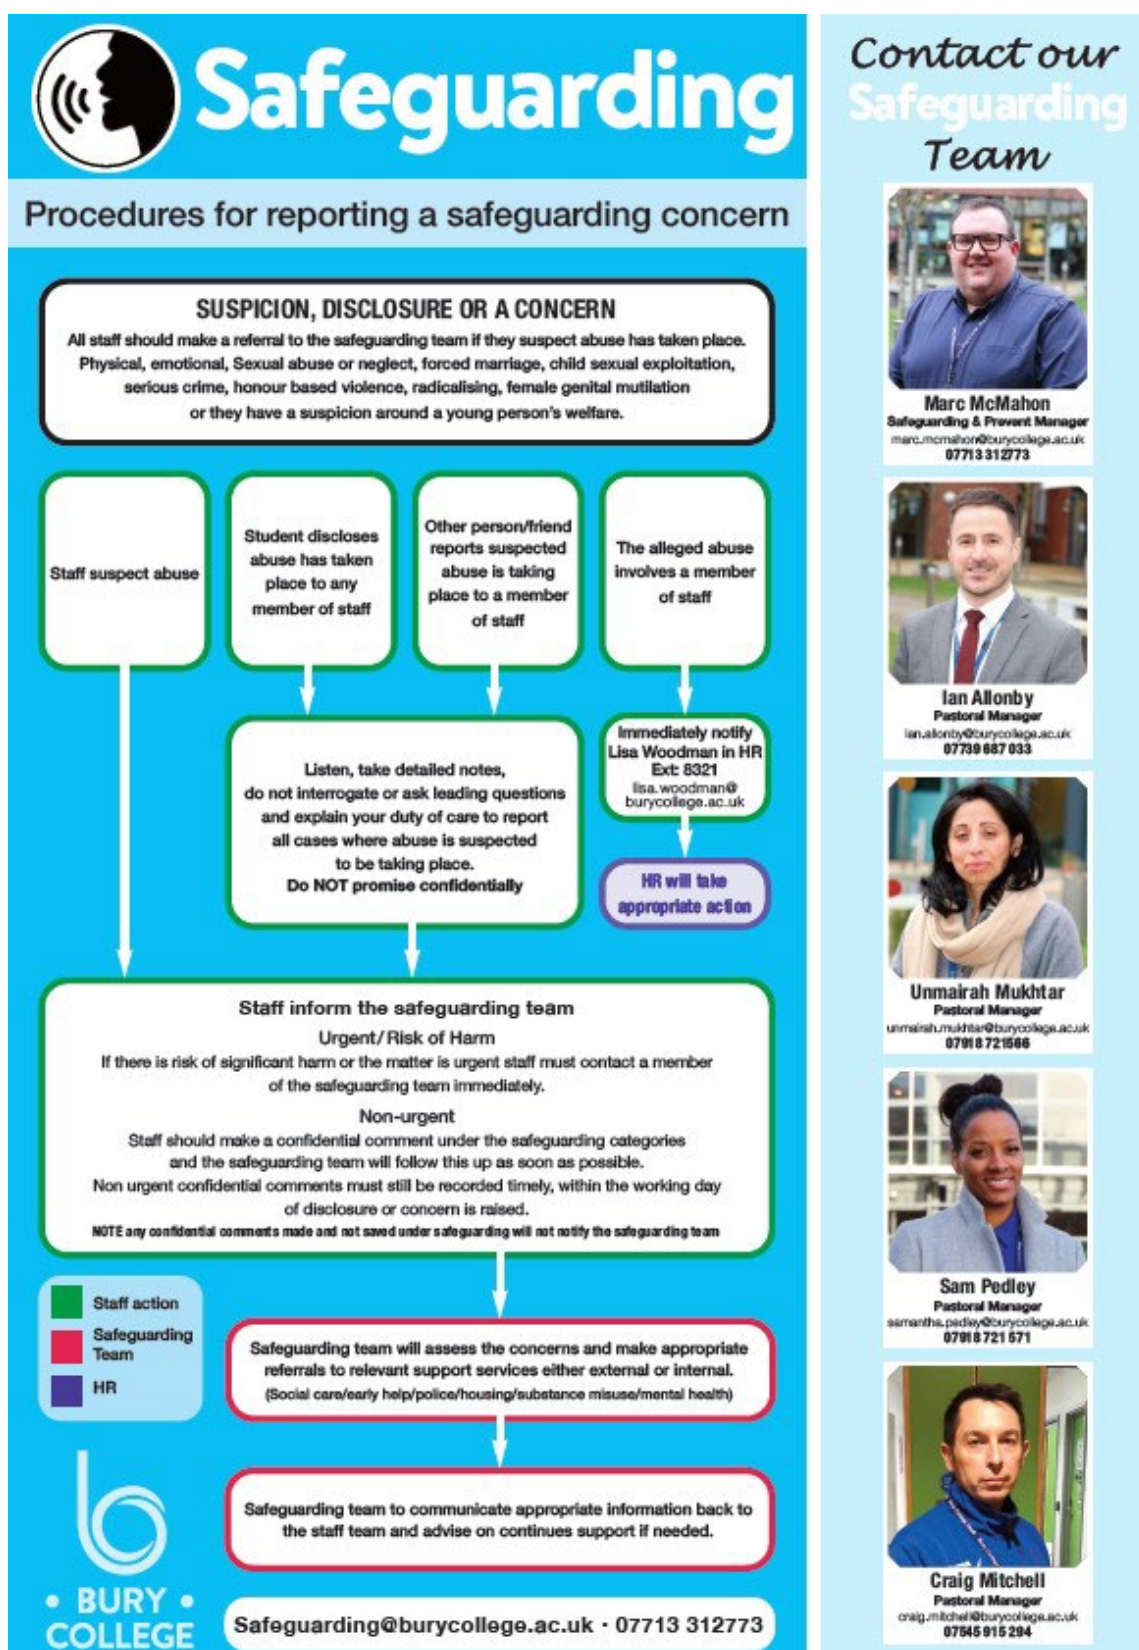 Safeguarding
Procedures for reporting a safeguarding concern
SUSPICION, DISCLOSURE OR A CONCERN
All staff should make a referral to the safeguarding team if they suspect abuse has taken place.
Physical, emotional, Sexual abuse or neglect, forced marriage, child sexual exploitation,
serious crime, honour based violence, radicalising, female genital mutilation
or they have a suspicion around a young person's welfare.
Staff suspect abuse
Student discloses
abuse has taken
place to any
member of staff
Other person/friend
reports suspected
abuse is taking
place to a member
of staff
The alleged abuse
involves a member
of staff
Listen, take detailed notes,
do not interrogate or ask leading questions
and explain your duty of care to report
all cases where abuse is suspected
to be taking place.
Do NOT promise confidentially
Immediately notify
Lisa Woodman in HR
Ext: 8321
lisa.woodman@
burycollege.ac.uk
HR will take
appropriate action
Staff inform the safeguarding team
Urgent/Risk of Harm
If there is risk of significant harm or the matter is urgent staff must contact a member
of the safeguarding team immediately.
Non-urgent
Staff should make a confidential comment under the safeguarding categories
and the safeguarding team will follow this up as soon as possible.
Non urgent confidential comments must still be recorded timely, within the working day
of disclosure or concern is raised.
NOTE any confidential comments made and not saved under safeguarding will not notify the safeguarding team
Staff action
Safeguarding
Team
HR
Safeguarding team will assess the concerns and make appropriate
referrals to relevant support services either external or internal.
(Social care/early help/police/housing/substance misuse/mental health)
Safeguarding team to communicate appropriate information back to
the staff team and advise on continues support if needed.
• BURY •
COLLEGE
Safeguarding@burycollege.ac.uk · 07713 312773
Contact our
Safeguarding
Team
Marc McMahon
Safeguarding & Prevent Manager
marc.mcmahon@burycollege.ac.uk
07713 312773
Ian Allonby
Pastoral Manager
ian.allonby@burycollege.ac.uk
07739 687 033
Unmairah Mukhtar
Pastoral Manager
unmairah.mukhtar@burycollege.ac.uk
07918 721566
Sam Pedley
Pastoral Manager
samantha.pedley@burycollege.ac.uk
07918 721 571
Craig Mitchell
Pastoral Manager
craig.mitchell@burycollege.ac.uk
07545 915 294